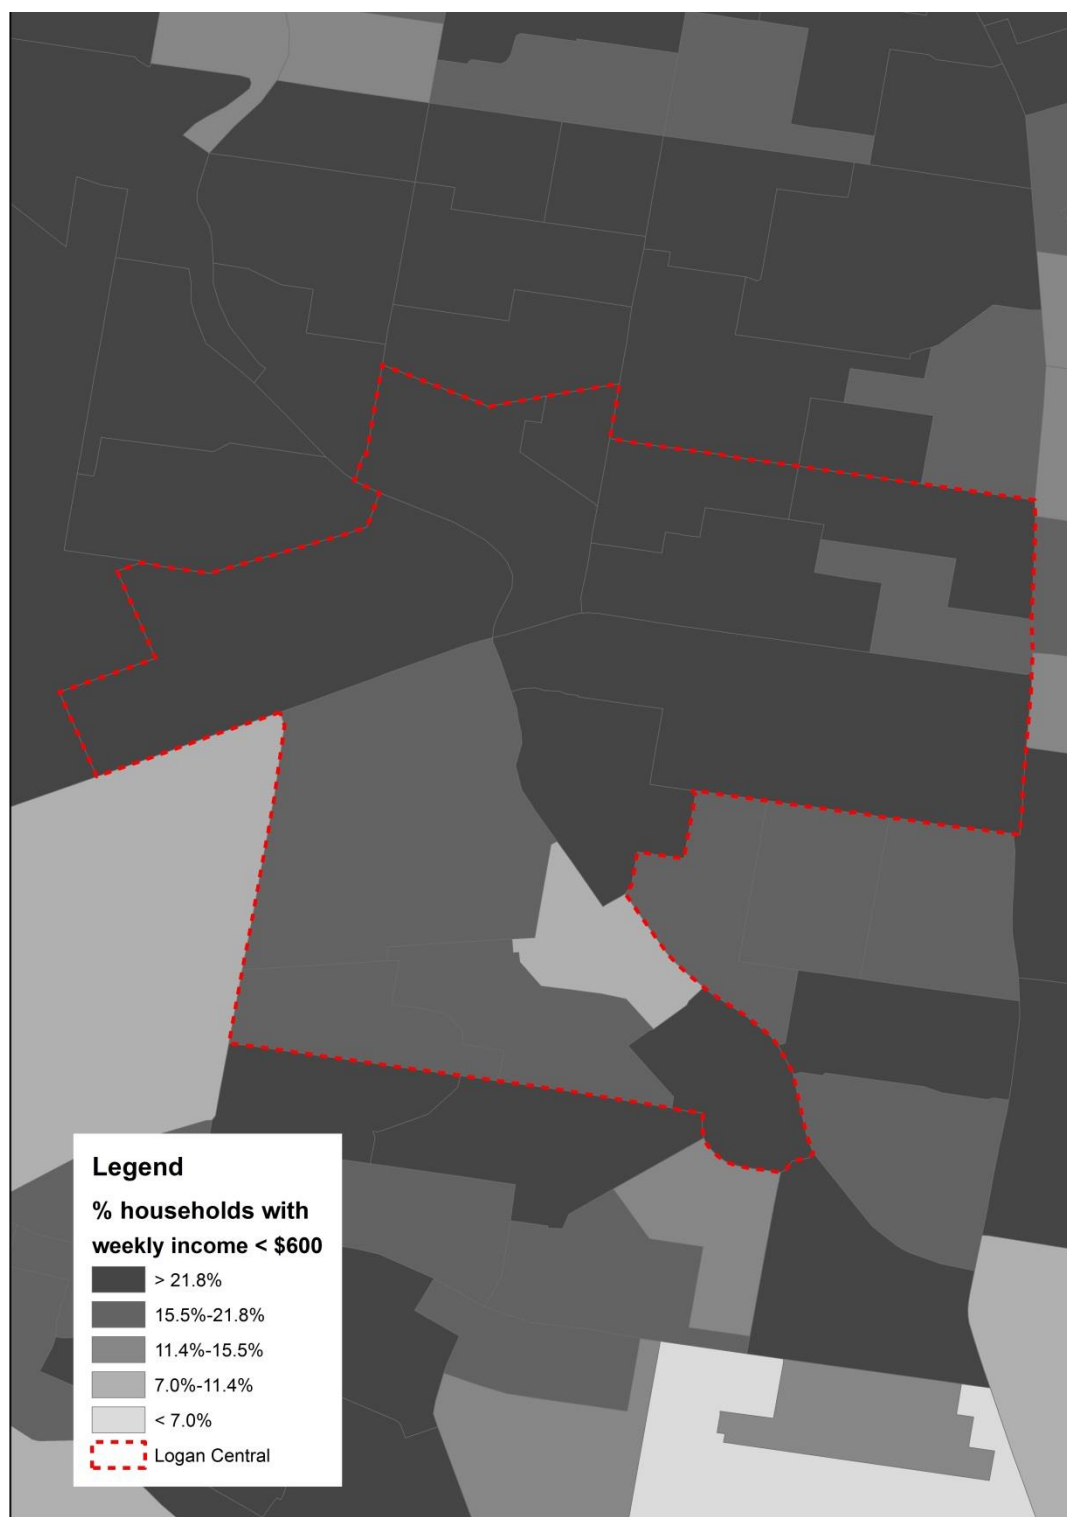 Legend
% households with
weekly income < $600
> 21.8%
15.5%-21.8%
11.4%-15.5%
7.0%-11.4%
< 7.0%
Logan Central